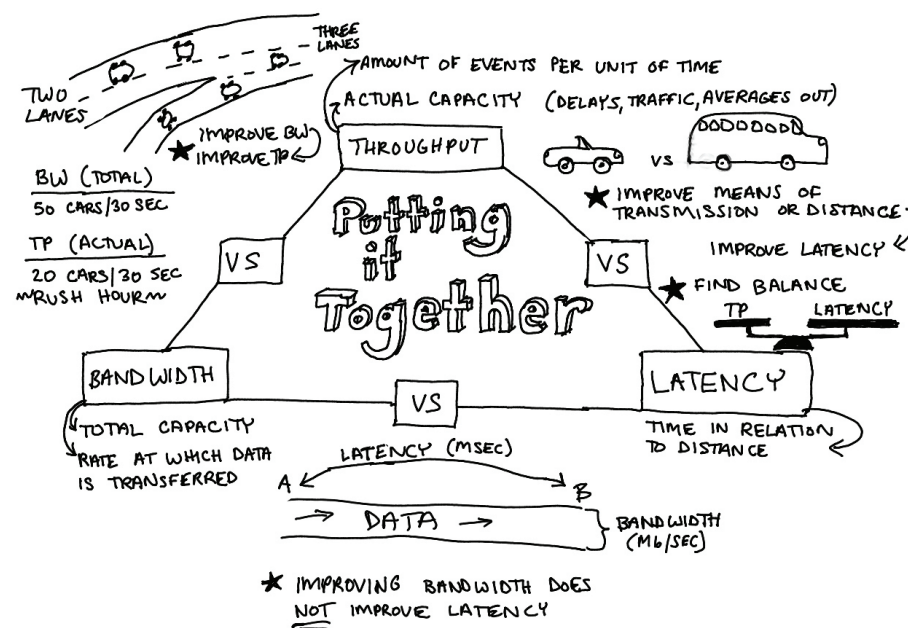 THREE
LANES
TWO
LANES
AMOUNT OF EVENTS PER UNIT OF TIME
ACTUAL CAPACITY (DELAYS, TRAFFIC, AVERAGES OUT)
★ IMPROVE BW
IMPROVE TP
THROUGHPUT
VS
BW (TOTAL)
50 CARS/30 SEC
TP (ACTUAL)
20 CARS/30 SEC
~RUSH HOUR~
★ IMPROVE MEANS OF
TRANSMISSION OR DISTANCE
IMPROVE LATENCY
★ FIND BALANCE
TP LATENCY
VS
VS
Putting
it
Together
BANDWIDTH
VS
LATENCY
TOTAL CAPACITY
RATE AT WHICH DATA
IS TRANSFERRED
TIME IN RELATION
TO DISTANCE
LATENCY (MSEC)
A B
→ DATA →
BANDWIDTH
(Mb/SEC)
★ IMPROVING BANDWIDTH DOES
NOT IMPROVE LATENCY